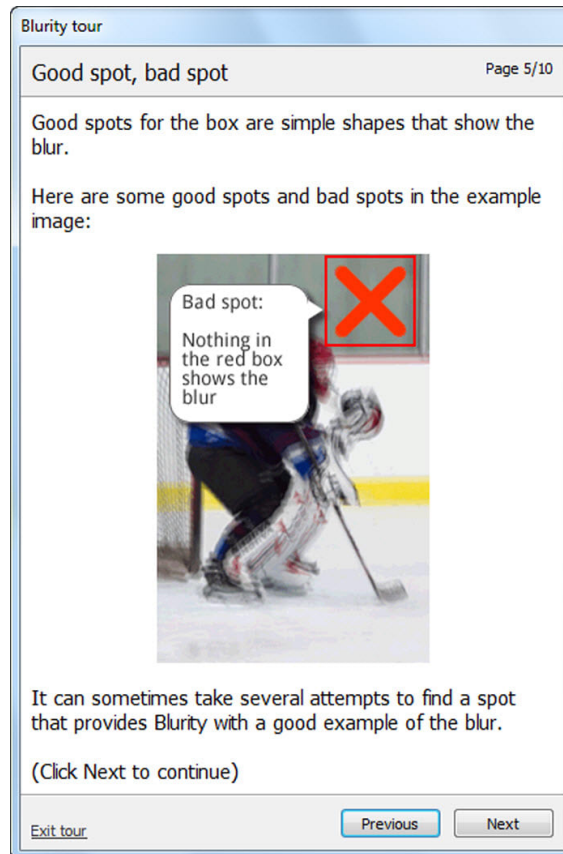 Blurity tour
Good spot, bad spot
Page 5/10
Good spots for the box are simple shapes that show the
blur.
Here are some good spots and bad spots in the example
image:
Bad spot:
Nothing in
the red box
shows the
blur
It can sometimes take several attempts to find a spot
that provides Blurity with a good example of the blur.
(Click Next to continue)
Exit tour
Previous
Next